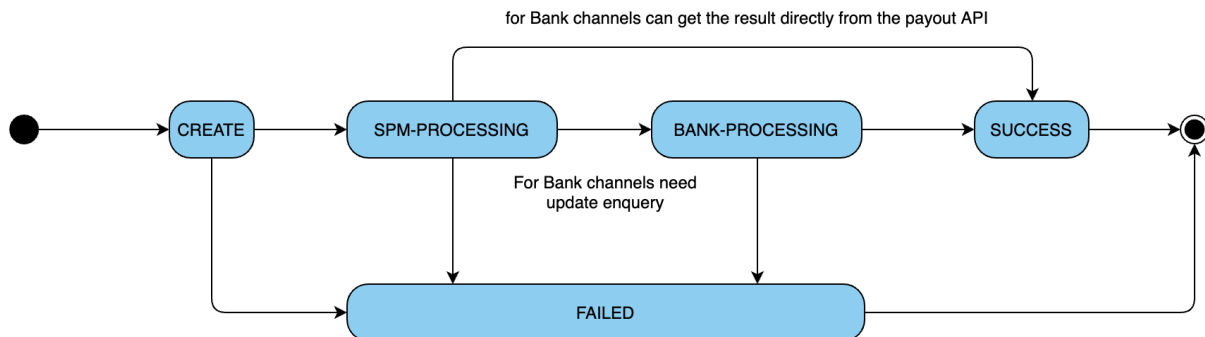 for Bank channels can get the result directly from the payout API
CREATE
SPM-PROCESSING
BANK-PROCESSING
SUCCESS
For Bank channels need
update enquery
FAILED